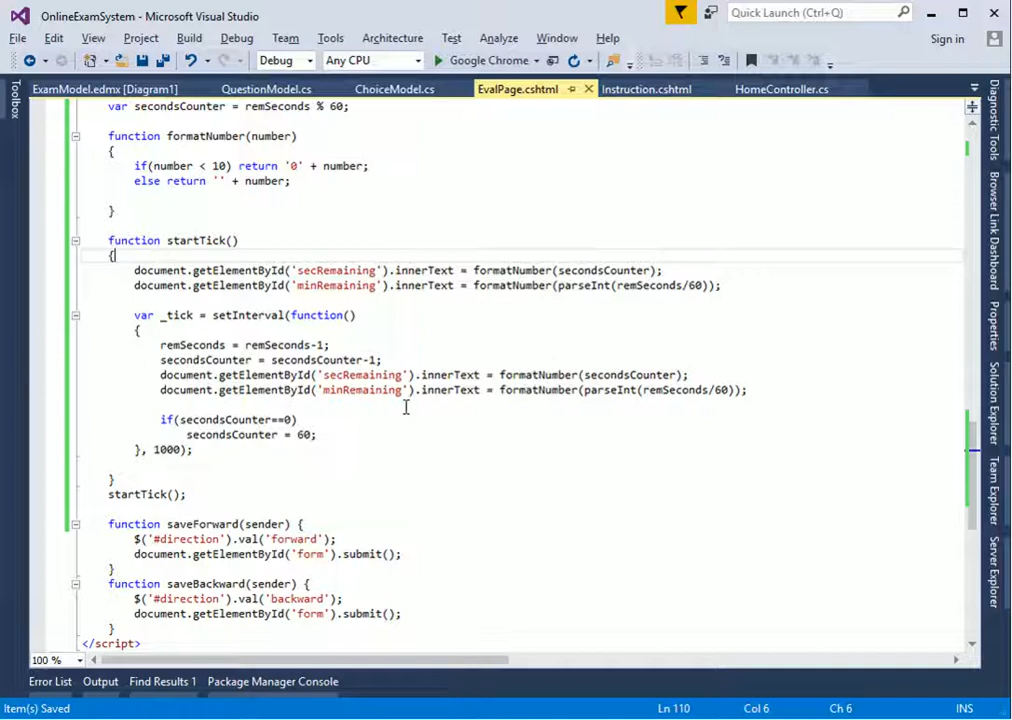 OnlineExamSystem - Microsoft Visual Studio
Quick Launch (Ctrl+Q)
File Edit View Project Build Debug Team Tools Architecture Test Analyze Window Help
Sign in
Debug Any CPU Google Chrome
ExamModel.edmx [Diagram1] QuestionModel.cs ChoiceModel.cs EvalPage.cshtml Instruction.cshtml HomeController.cs
Toolbox
var secondsCounter = remSeconds % 60;
function formatNumber(number)
{
if(number < 10) return '0' + number;
else return '' + number;
}
function startTick()
{
document.getElementById('secRemaining').innerText = formatNumber(secondsCounter);
document.getElementById('minRemaining').innerText = formatNumber(parseInt(remSeconds/60));
var _tick = setInterval(function()
{
remSeconds = remSeconds-1;
secondsCounter = secondsCounter-1;
document.getElementById('secRemaining').innerText = formatNumber(secondsCounter);
document.getElementById('minRemaining').innerText = formatNumber(parseInt(remSeconds/60));
if(secondsCounter==0)
secondsCounter = 60;
}, 1000);
}
startTick();
function saveForward(sender) {
$('#direction').val('forward');
document.getElementById('form').submit();
}
function saveBackward(sender) {
$('#direction').val('backward');
document.getElementById('form').submit();
}
</script>
100 %
Diagnostic Tools
Browser Link Dashboard
Properties
Solution Explorer
Team Explorer
Server Explorer
Error List Output Find Results 1 Package Manager Console
Item(s) Saved Ln 110 Col 6 Ch 6 INS